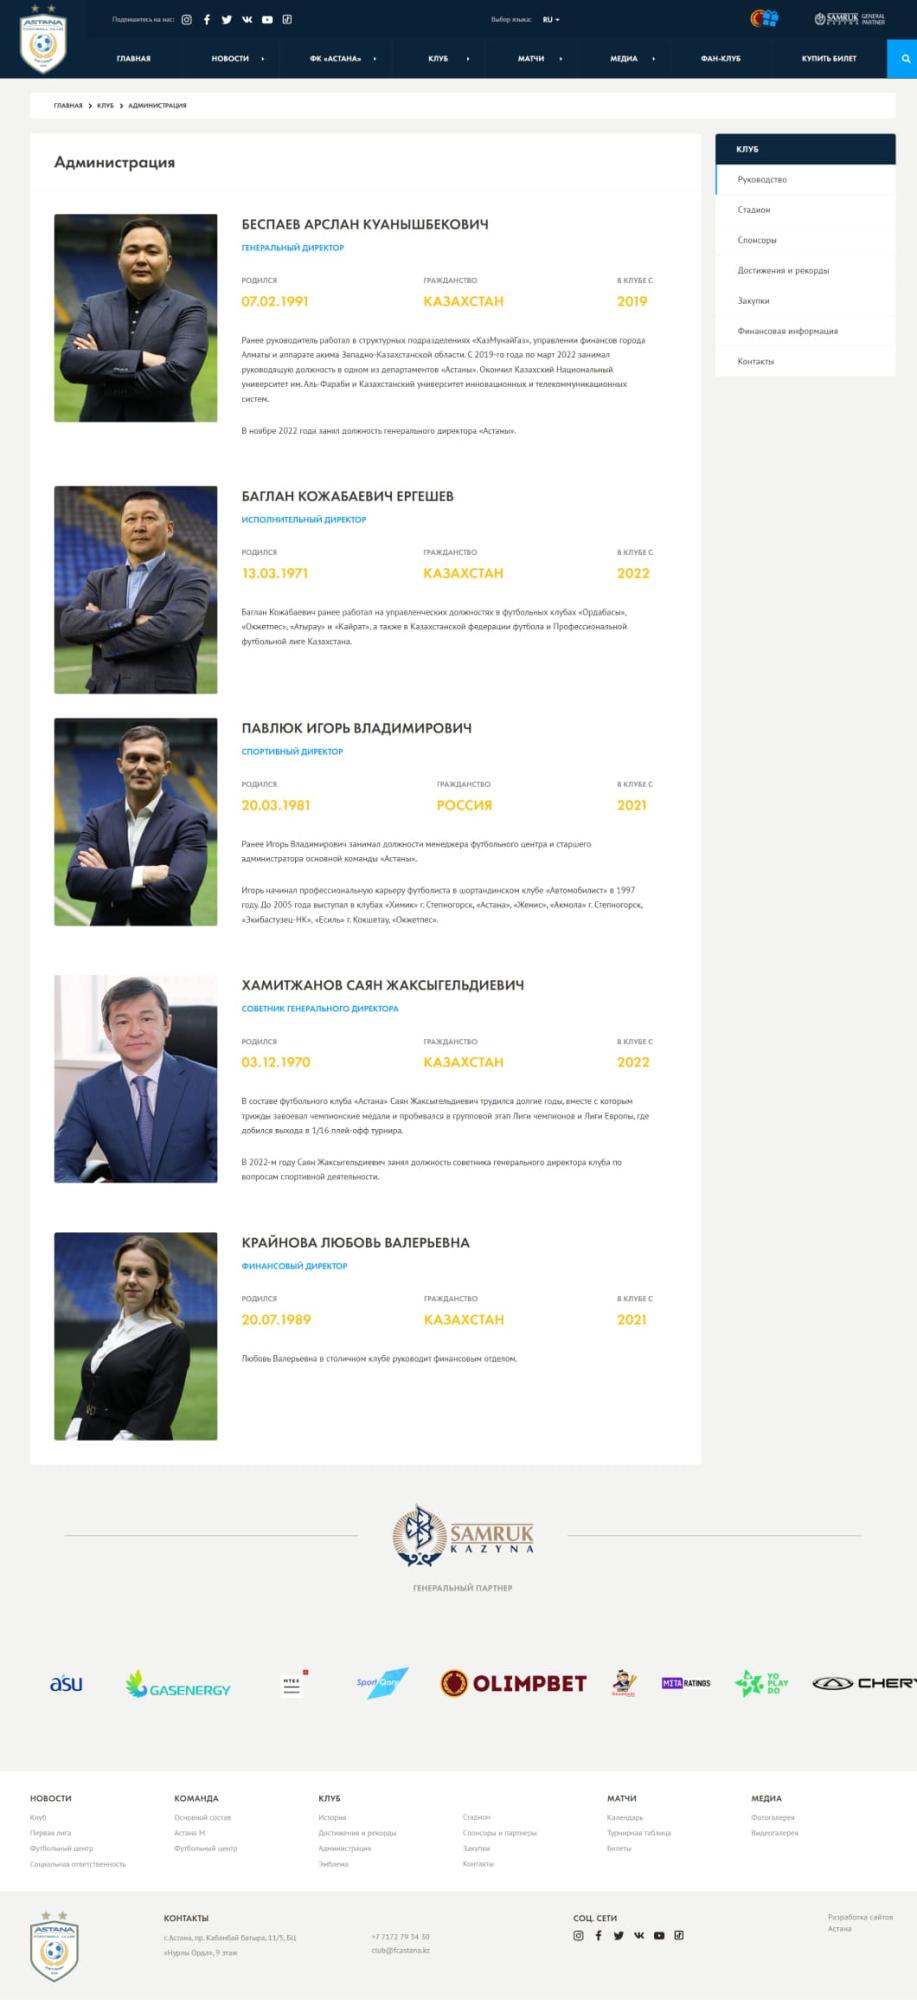 ASTANA
Подпишитесь на нас:
Выбор языка: RU
SAMRUK KAZYNA GENERAL PARTNER
ГЛАВНАЯ НОВОСТИ ФК «АСТАНА» КЛУБ МАТЧИ МЕДИА ФАН-КЛУБ КУПИТЬ БИЛЕТ
ГЛАВНАЯ КЛУБ АДМИНИСТРАЦИЯ
Администрация
БЕСПАЕВ АРСЛАН КУАНЫШБЕКОВИЧ
ГЕНЕРАЛЬНЫЙ ДИРЕКТОР
РОДИЛСЯ ГРАЖДАНСТВО В КЛУБЕ С
07.02.1991 КАЗАХСТАН 2019
Ранее руководитель работал в структурных подразделениях «КазМунайГаз», управлении финансов города
Алматы и аппарате акима Западно-Казахстанской области. С 2019-го года по март 2022 занимал
руководящую должность в одном из департаментов «Астаны». Окончил Казахский Национальный
университет им. Аль-Фараби и Казахстанский университет инновационных и телекоммуникационных
систем.
В ноябре 2022 года занял должность генерального директора «Астаны».
БАГЛАН КОЖАБАЕВИЧ ЕРГЕШЕВ
ИСПОЛНИТЕЛЬНЫЙ ДИРЕКТОР
РОДИЛСЯ ГРАЖДАНСТВО В КЛУБЕ С
13.03.1971 КАЗАХСТАН 2022
Баглан Кожабаевич ранее работал на управленческих должностях в футбольных клубах «Ордабасы»,
«Окжетпес», «Атырау» и «Кайрат», а также в Казахстанской федерации футбола и Профессиональной
футбольной лиге Казахстана.
ПАВЛЮК ИГОРЬ ВЛАДИМИРОВИЧ
СПОРТИВНЫЙ ДИРЕКТОР
РОДИЛСЯ ГРАЖДАНСТВО В КЛУБЕ С
20.03.1981 РОССИЯ 2021
Ранее Игорь Владимирович занимал должности менеджера футбольного центра и старшего
администратора основной команды «Астаны».
Игорь начинал профессиональную карьеру футболиста в шортандинском клубе «Автомобилист» в 1997
году. До 2005 года выступал в клубах «Химик» г. Степногорск, «Астана», «Женис», «Акмола» г. Степногорск,
«Экибастузец-НК», «Есиль» г. Кокшетау, «Окжетпес».
ХАМИТЖАНОВ САЯН ЖАКСЫГЕЛЬДИЕВИЧ
СОВЕТНИК ГЕНЕРАЛЬНОГО ДИРЕКТОРА
РОДИЛСЯ ГРАЖДАНСТВО В КЛУБЕ С
03.12.1970 КАЗАХСТАН 2022
В составе футбольного клуба «Астана» Саян Жаксыгельдиевич трудился долгие годы, вместе с которым
трижды завоевал чемпионские медали и пробивался в групповой этап Лиги чемпионов и Лиги Европы, где
добился выхода в 1/16 плей-офф турнира.
В 2022-м году Саян Жаксыгельдиевич занял должность советника генерального директора клуба по
вопросам спортивной деятельности.
КРАЙНОВА ЛЮБОВЬ ВАЛЕРЬЕВНА
ФИНАНСОВЫЙ ДИРЕКТОР
РОДИЛСЯ ГРАЖДАНСТВО В КЛУБЕ С
20.07.1989 КАЗАХСТАН 2021
Любовь Валерьевна в столичном клубе руководит финансовым отделом.
КЛУБ
Руководство
Стадион
Спонсоры
Достижения и рекорды
Закупки
Финансовая информация
Контакты
SAMRUK
KAZYNA
ГЕНЕРАЛЬНЫЙ ПАРТНЕР
asu GASENERGY MTEX Sport Qory OLIMPBET META RATINGS YO PLAY DO CHERY
НОВОСТИ
Клуб
Первая лига
Футбольный центр
Социальная ответственность
КОМАНДА
Основной состав
Астана М
Футбольный центр
КЛУБ
История
Достижения и рекорды
Администрация
Эмблема
Стадион
Спонсоры и партнеры
Закупки
Контакты
МАТЧИ
Календарь
Турнирная таблица
Билеты
МЕДИА
Фотогалерея
Видеогалерея
ASTANA
КОНТАКТЫ
г. Астана, пр. Кабанбай батыра, 11/5, БЦ
«Нурлы Орда», 9 этаж
+7 7172 79 34 30
club@fcastana.kz
СОЦ. СЕТИ
Разработка сайтов
Астана